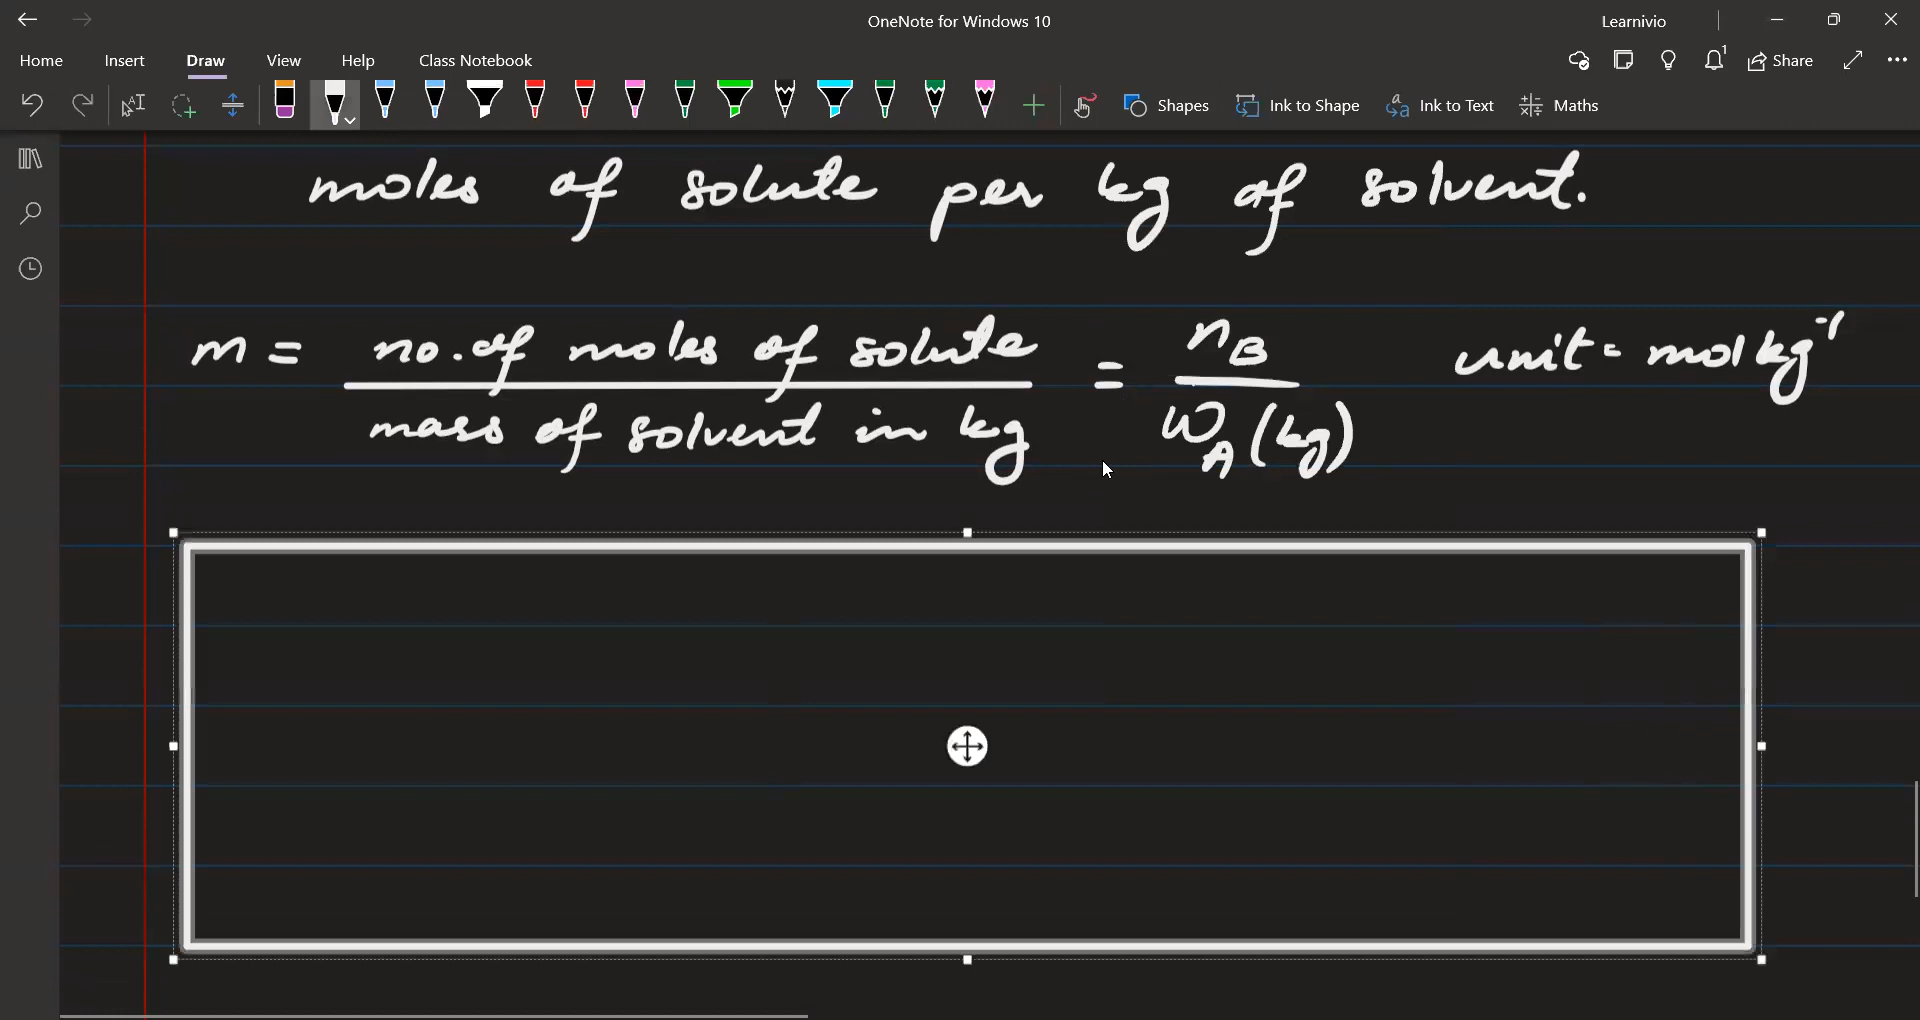 OneNote for Windows 10
Learnivio
Home Insert Draw View Help Class Notebook
1
Share
Shapes Ink to Shape Ink to Text Maths
moles of solute per kg of solvent.
m = no. of moles of solute / mass of solvent in kg = nB / WA (kg) unit = mol kg⁻¹